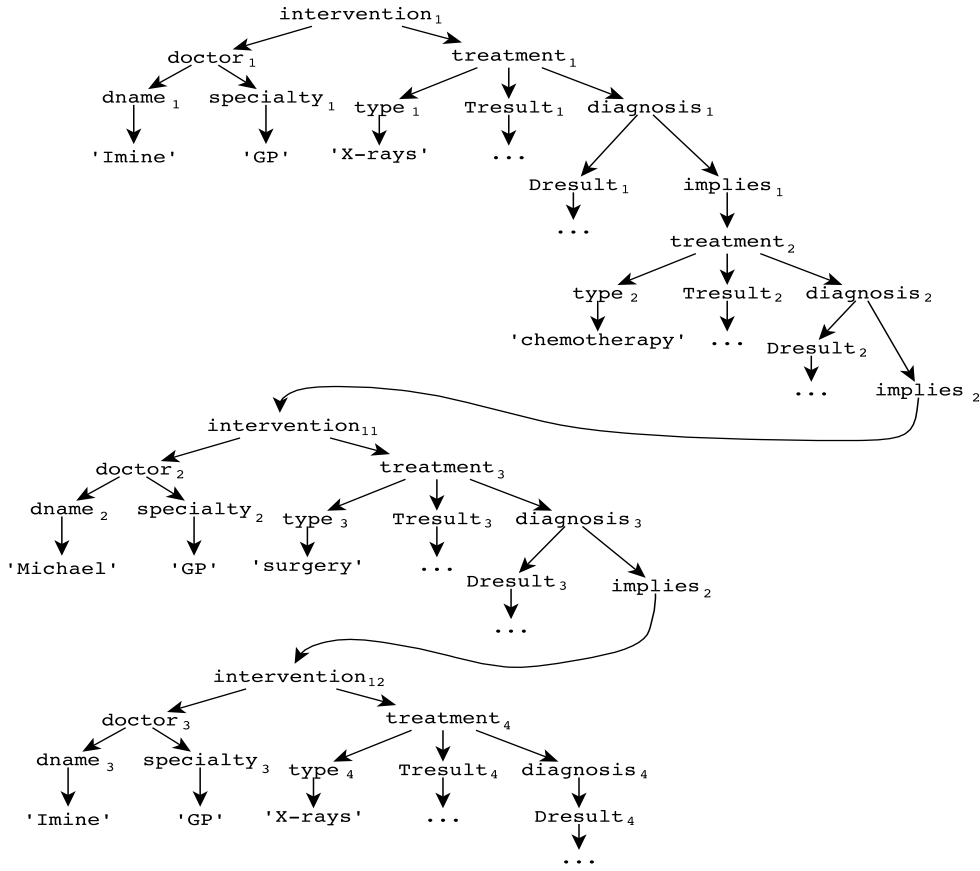 intervention₁
doctor₁ treatment₁
dname₁ specialty₁ type₁ Tresult₁ diagnosis₁
'Imine' 'GP' 'X-rays' ...
Dresult₁ implies₁
...
treatment₂
type₂ Tresult₂ diagnosis₂
'chemotherapy' ... Dresult₂
... implies₂
intervention₁₁
doctor₂ treatment₃
dname₂ specialty₂ type₃ Tresult₃ diagnosis₃
'Michael' 'GP' 'surgery' ...
Dresult₃ implies₂
...
intervention₁₂
doctor₃ treatment₄
dname₃ specialty₃ type₄ Tresult₄ diagnosis₄
'Imine' 'GP' 'X-rays' ... Dresult₄
...